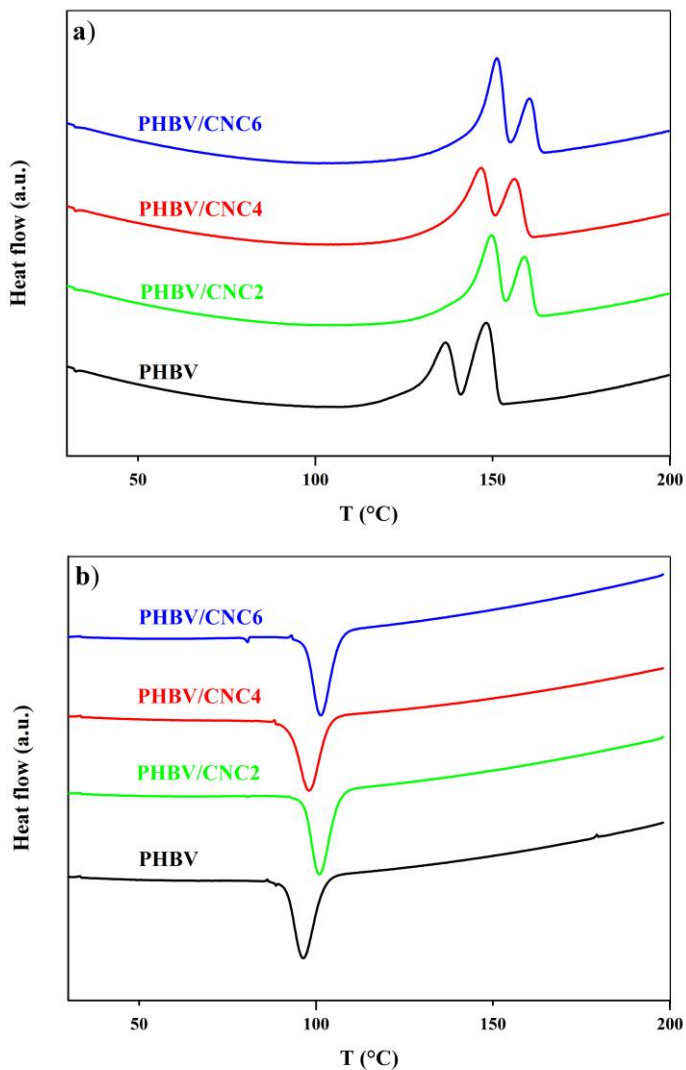 a)
PHBV/CNC6
PHBV/CNC4
PHBV/CNC2
PHBV
Heat flow (a.u.)
50 100 150 200
T (°C)
b)
PHBV/CNC6
PHBV/CNC4
PHBV/CNC2
PHBV
Heat flow (a.u.)
50 100 150 200
T (°C)